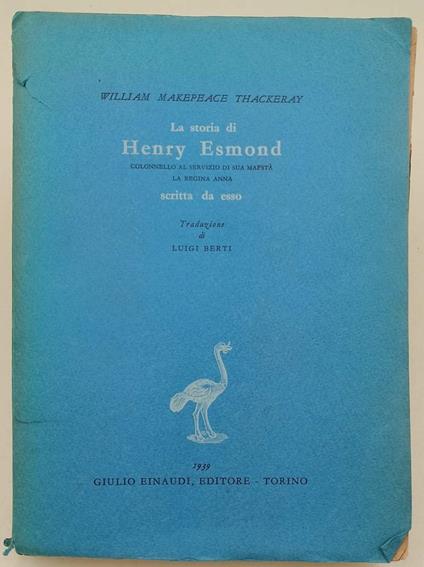 WILLIAM MAKEPEACE THACKERAY
La storia di
Henry Esmond
COLONNELLO AL SERVIZIO DI SUA MAESTÀ
LA REGINA ANNA
scritta da esso
Traduzione
di
LUIGI BERTI
1939
GIULIO EINAUDI, EDITORE - TORINO